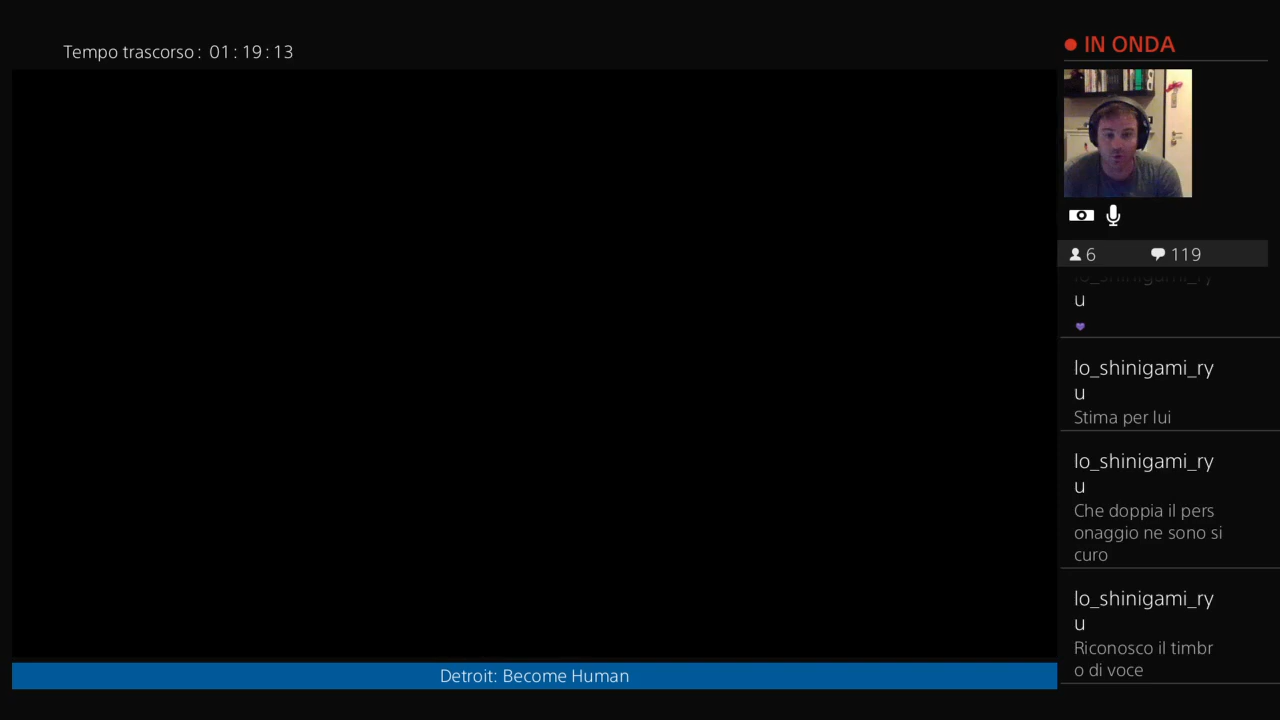 Tempo trascorso: 01:19:13
IN ONDA
6 119
lo_shinigami_ry
u
lo_shinigami_ry
u
Stima per lui
lo_shinigami_ry
u
Che doppia il pers
onaggio ne sono si
curo
lo_shinigami_ry
u
Riconosco il timbr
o di voce
Detroit: Become Human